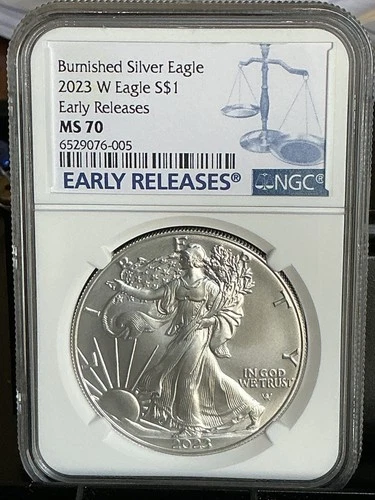 Burnished Silver Eagle
2023 W Eagle S$1
Early Releases
MS 70
6529076-005
EARLY RELEASES®
NGC®
LIBERTY
IN GOD
WE TRUST
W
2023